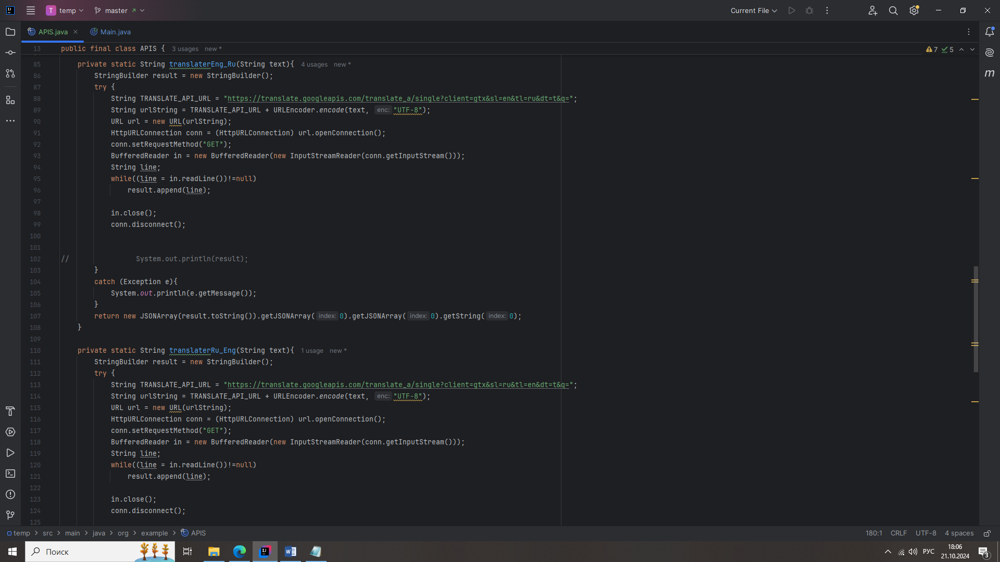 T temp master Current File
APIS.java Main.java
13 public final class APIS { 3 usages new * 7 5
85 private static String translaterEng_Ru(String text){ 4 usages new *
86 StringBuilder result = new StringBuilder();
87 try {
88 String TRANSLATE_API_URL = "https://translate.googleapis.com/translate_a/single?client=gtx&sl=en&tl=ru&dt=t&q=";
89 String urlString = TRANSLATE_API_URL + URLEncoder.encode(text, enc: "UTF-8");
90 URL url = new URL(urlString);
91 HttpURLConnection conn = (HttpURLConnection) url.openConnection();
92 conn.setRequestMethod("GET");
93 BufferedReader in = new BufferedReader(new InputStreamReader(conn.getInputStream()));
94 String line;
95 while((line = in.readLine())!=null)
96 result.append(line);
97
98 in.close();
99 conn.disconnect();
100
101
102 // System.out.println(result);
103 }
104 catch (Exception e){
105 System.out.println(e.getMessage());
106 }
107 return new JSONArray(result.toString()).getJSONArray( index: 0).getJSONArray( index: 0).getString( index: 0);
108 }
109
110 private static String translaterRu_Eng(String text){ 1 usage new *
111 StringBuilder result = new StringBuilder();
112 try {
113 String TRANSLATE_API_URL = "https://translate.googleapis.com/translate_a/single?client=gtx&sl=ru&tl=en&dt=t&q=";
114 String urlString = TRANSLATE_API_URL + URLEncoder.encode(text, enc: "UTF-8");
115 URL url = new URL(urlString);
116 HttpURLConnection conn = (HttpURLConnection) url.openConnection();
117 conn.setRequestMethod("GET");
118 BufferedReader in = new BufferedReader(new InputStreamReader(conn.getInputStream()));
119 String line;
120 while((line = in.readLine())!=null)
121 result.append(line);
122
123 in.close();
124 conn.disconnect();
125
temp > src > main > java > org > example > APIS 180:1 CRLF UTF-8 4 spaces
Поиск РУС 18:06
21.10.2024 3